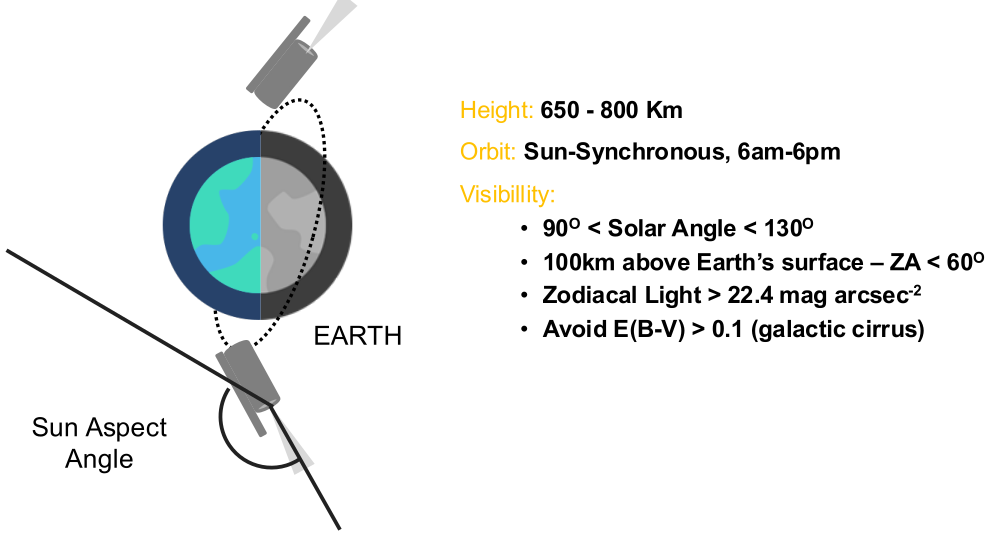 Height: 650 - 800 Km
Orbit: Sun-Synchronous, 6am-6pm
Visibillity:
• 90ᴼ < Solar Angle < 130ᴼ
• 100km above Earth’s surface – ZA < 60ᴼ
• Zodiacal Light > 22.4 mag arcsec⁻²
• Avoid E(B-V) > 0.1 (galactic cirrus)
EARTH
Sun Aspect
Angle